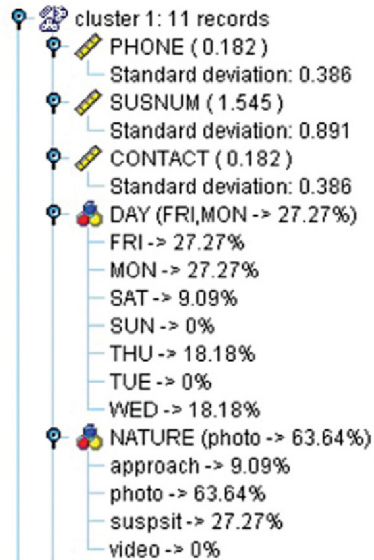 cluster 1: 11 records
PHONE ( 0.182 )
Standard deviation: 0.386
SUSNUM ( 1.545 )
Standard deviation: 0.891
CONTACT ( 0.182 )
Standard deviation: 0.386
DAY (FRI,MON -> 27.27%)
FRI -> 27.27%
MON -> 27.27%
SAT -> 9.09%
SUN -> 0%
THU -> 18.18%
TUE -> 0%
WED -> 18.18%
NATURE (photo -> 63.64%)
approach -> 9.09%
photo -> 63.64%
suspsit -> 27.27%
video -> 0%